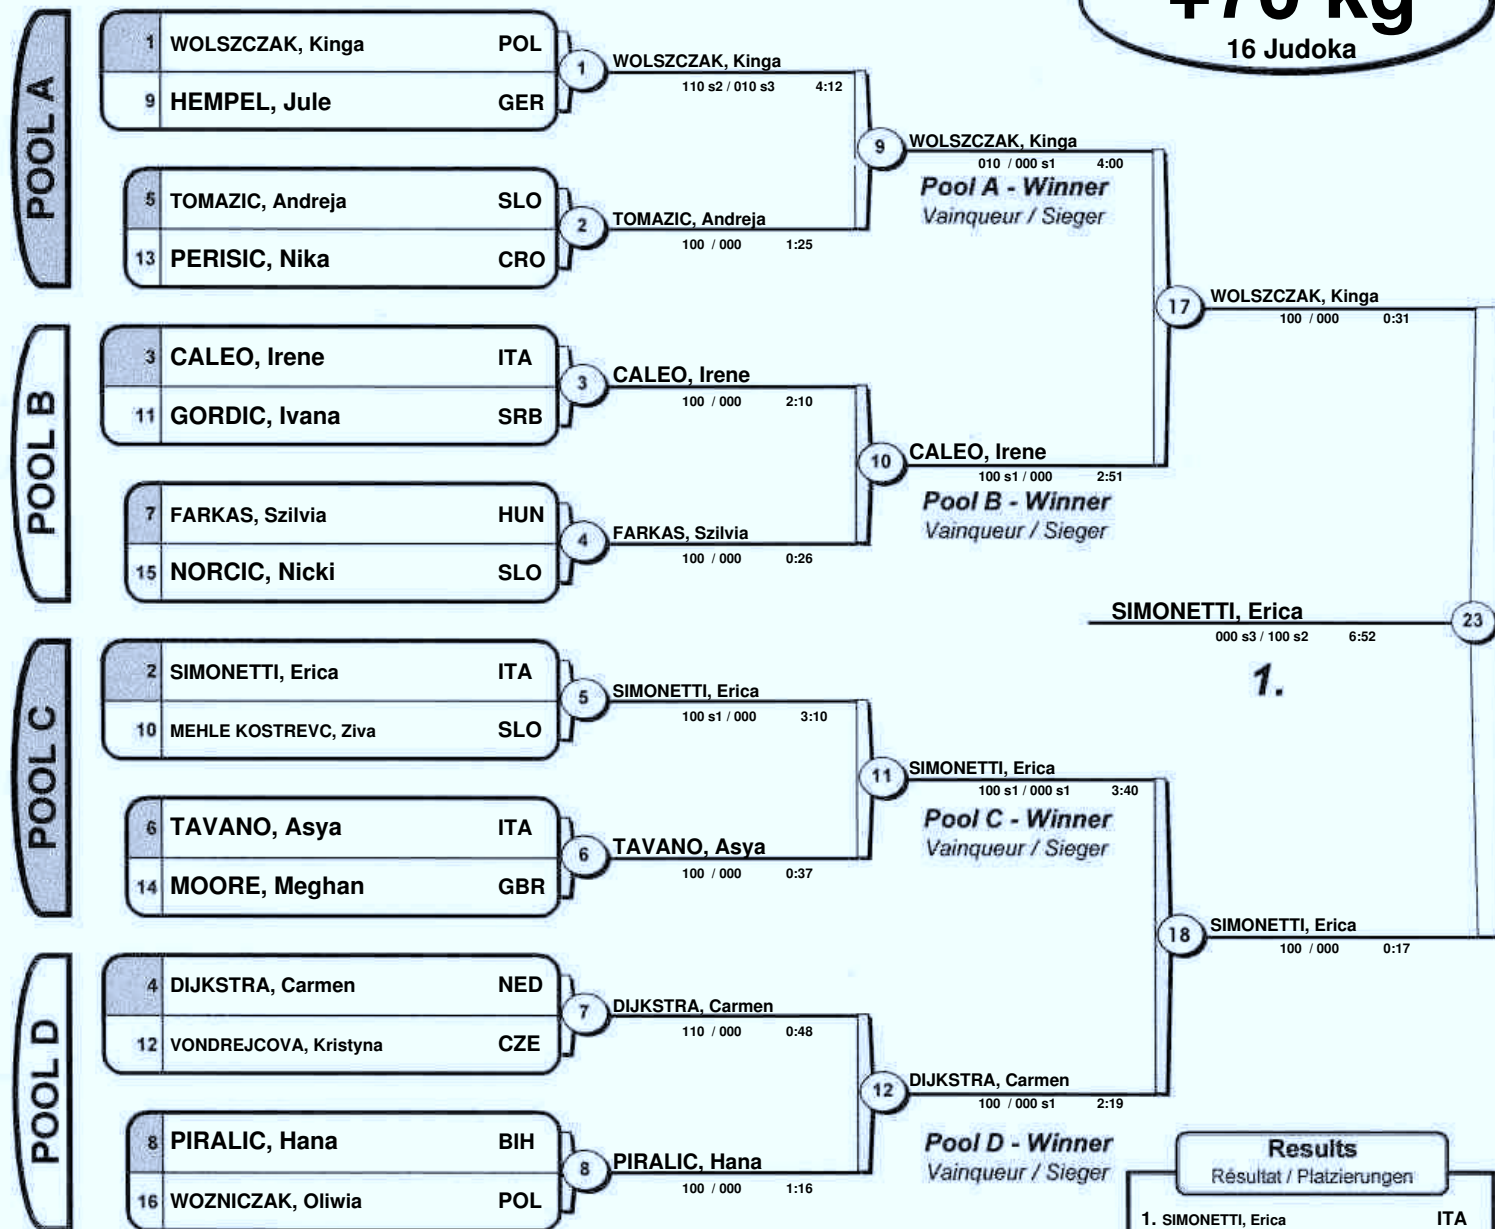 +70 kg
16 Judoka
POOL A
1 WOLSZCZAK, Kinga POL
9 HEMPEL, Jule GER
5 TOMAZIC, Andreja SLO
13 PERISIC, Nika CRO
1 WOLSZCZAK, Kinga
110 s2 / 010 s3 4:12
2 TOMAZIC, Andreja
100 / 000 1:25
9 WOLSZCZAK, Kinga
010 / 000 s1 4:00
Pool A - Winner
Vainqueur / Sieger
POOL B
3 CALEO, Irene ITA
11 GORDIC, Ivana SRB
7 FARKAS, Szilvia HUN
15 NORCIC, Nicki SLO
3 CALEO, Irene
100 / 000 2:10
4 FARKAS, Szilvia
100 / 000 0:26
10 CALEO, Irene
100 s1 / 000 2:51
Pool B - Winner
Vainqueur / Sieger
17 WOLSZCZAK, Kinga
100 / 000 0:31
SIMONETTI, Erica 23
000 s3 / 100 s2 6:52
1.
POOL C
2 SIMONETTI, Erica ITA
10 MEHLE KOSTREVC, Ziva SLO
6 TAVANO, Asya ITA
14 MOORE, Meghan GBR
5 SIMONETTI, Erica
100 s1 / 000 3:10
6 TAVANO, Asya
100 / 000 0:37
11 SIMONETTI, Erica
100 s1 / 000 s1 3:40
Pool C - Winner
Vainqueur / Sieger
POOL D
4 DIJKSTRA, Carmen NED
12 VONDREJCOVA, Kristyna CZE
8 PIRALIC, Hana BIH
16 WOZNICZAK, Oliwia POL
7 DIJKSTRA, Carmen
110 / 000 0:48
8 PIRALIC, Hana
100 / 000 1:16
12 DIJKSTRA, Carmen
100 / 000 s1 2:19
Pool D - Winner
Vainqueur / Sieger
18 SIMONETTI, Erica
100 / 000 0:17
Results
Résultat / Platzierungen
1. SIMONETTI, Erica ITA